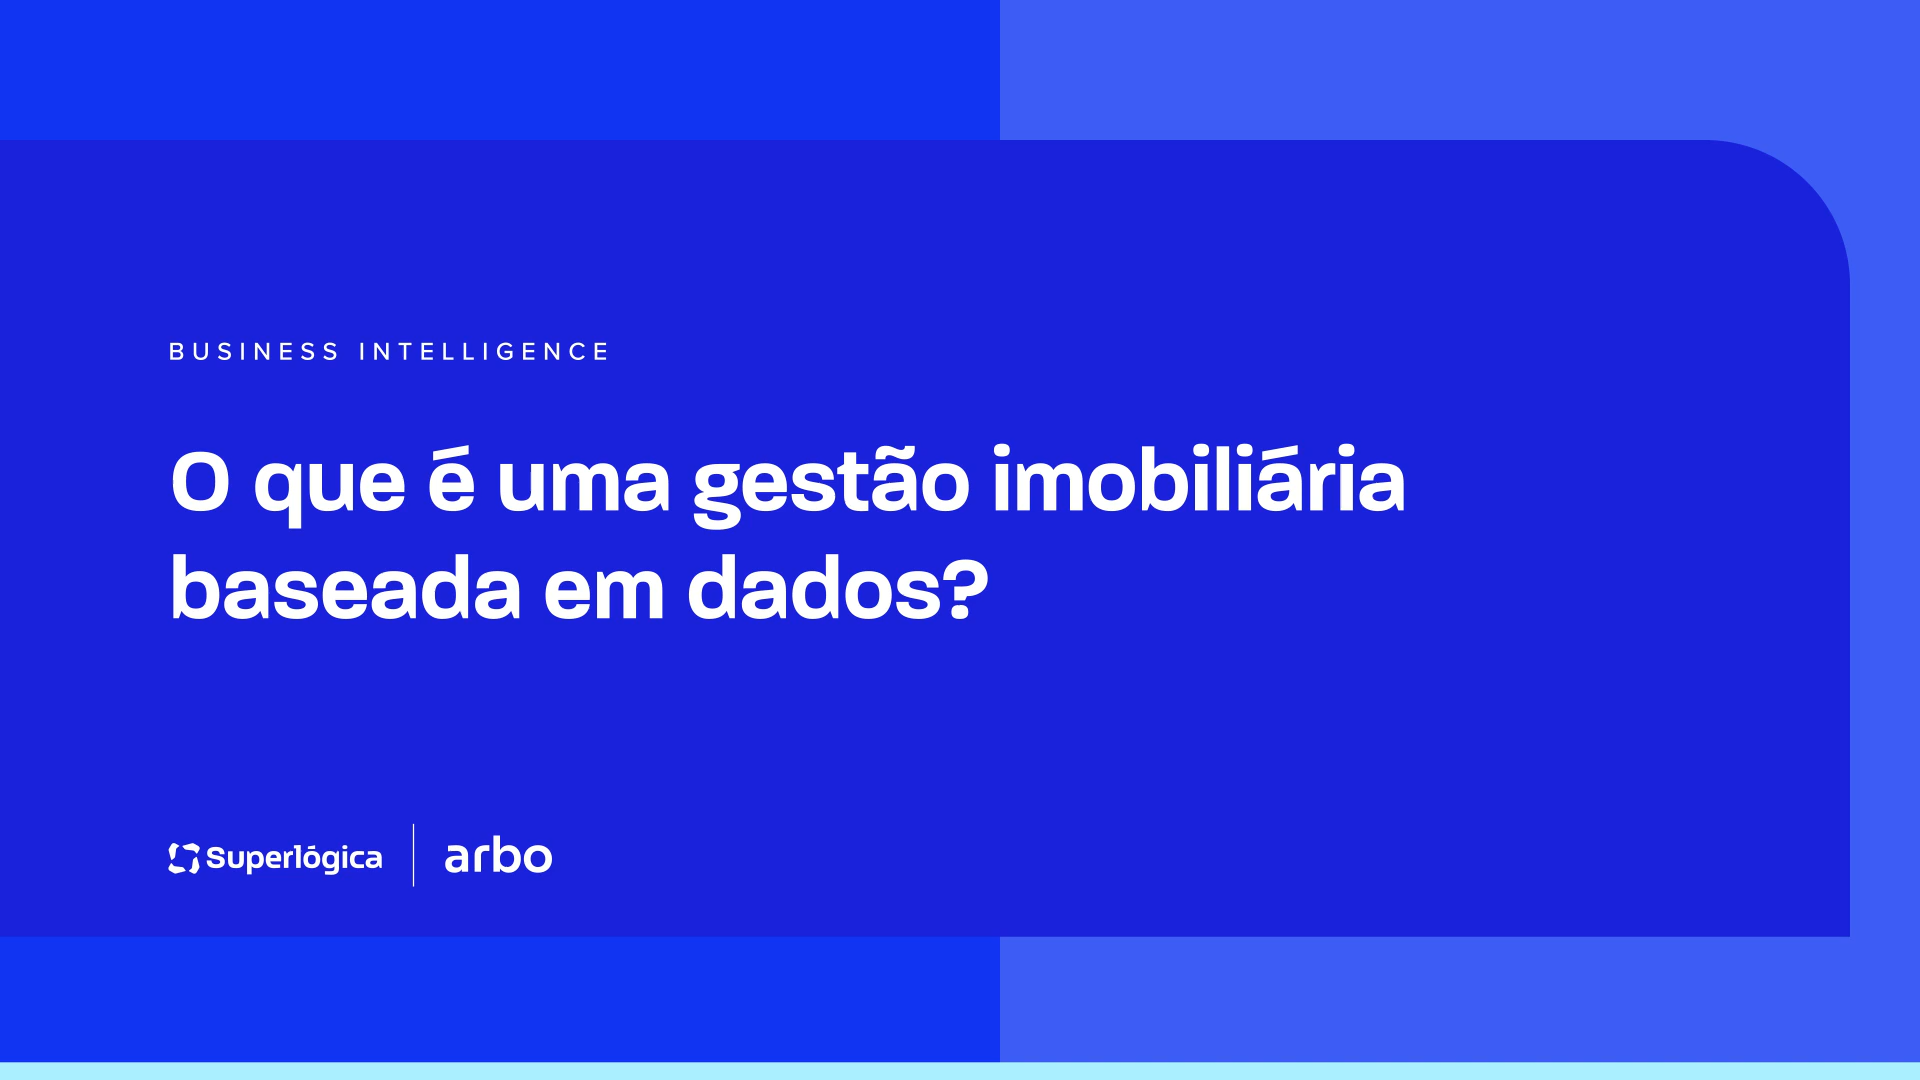 BUSINESS INTELLIGENCE
O que é uma gestão imobiliária
baseada em dados?
Superlógica
arbo